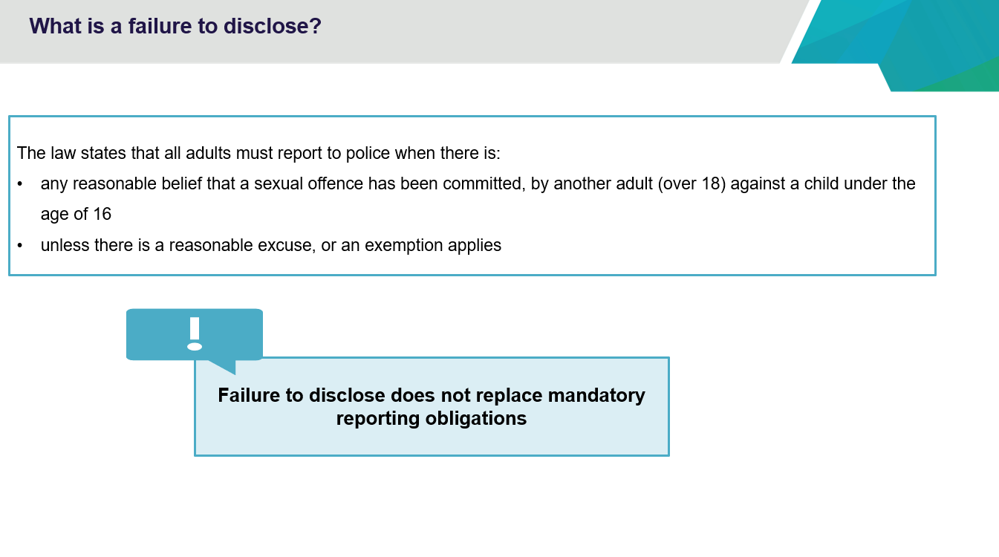 What is a failure to disclose?
The law states that all adults must report to police when there is:
• any reasonable belief that a sexual offence has been committed, by another adult (over 18) against a child under the
age of 16
• unless there is a reasonable excuse, or an exemption applies
!
Failure to disclose does not replace mandatory
reporting obligations